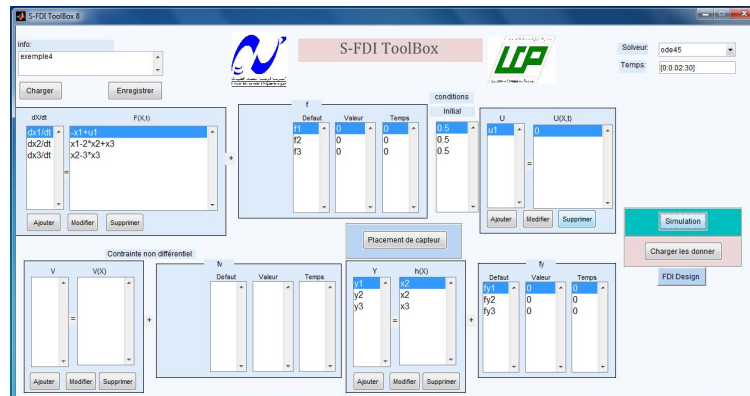 S-FDI ToolBox 8
info:
exemple4
S-FDI ToolBox
UCP
Solveur: ode45
Temps: [0:0.02:30]
Charger Enregistrer
dX/dt F(X,t)
dx1/dt = -x1+u1
dx2/dt x1-2*x2+x3
dx3/dt x2-3*x3
Ajouter Modifier Supprimer
+
f
Defaut Valeur Temps
f1 0 0
f2 0 0
f3 0 0
conditions
Initial
0.5
0.5
0.5
U U(X,t)
u1 = 0
Ajouter Modifier Supprimer
Placement de capteur
Simulation
Charger les donner
FDI Design
Contrainte non différentiel
V V(X)
=
Ajouter Modifier Supprimer
+
fv
Defaut Valeur Temps
Y h(X)
y1 x2
y2 x2
y3 = x3
Ajouter Modifier Supprimer
+
fy
Defaut Valeur Temps
fy1 0 0
fy2 0 0
fy3 0 0